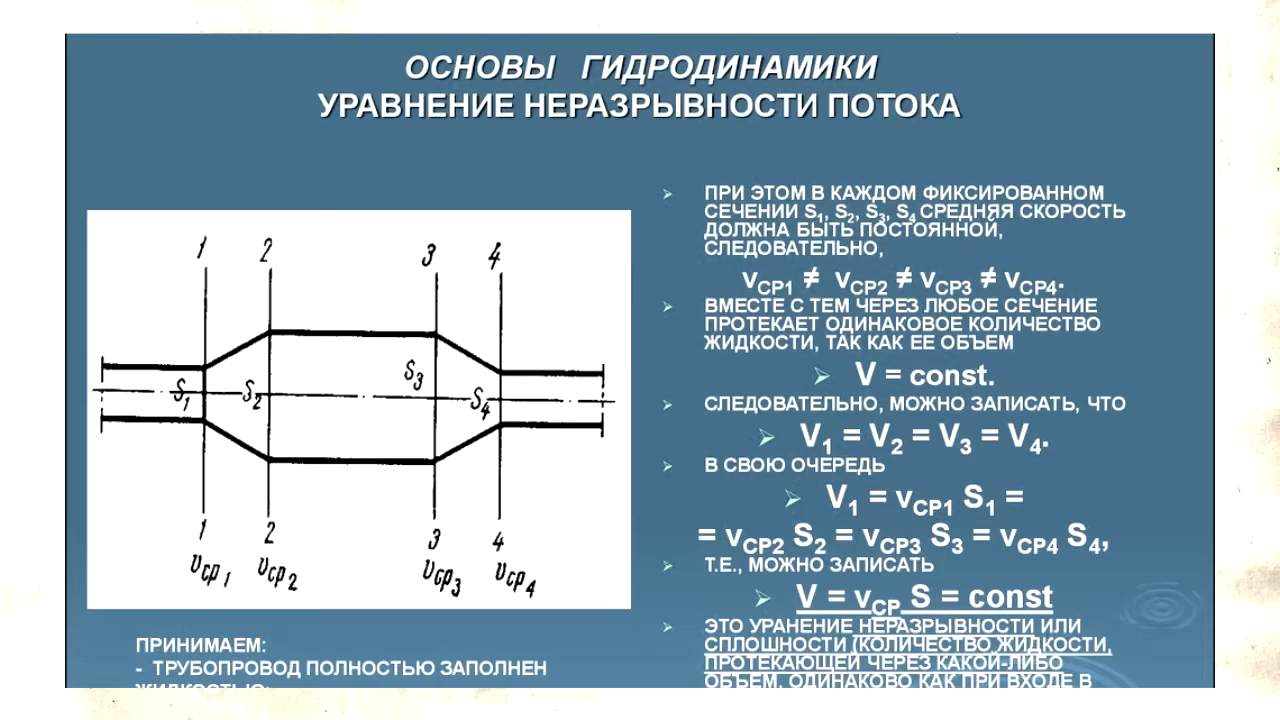 ОСНОВЫ ГИДРОДИНАМИКИ
УРАВНЕНИЕ НЕРАЗРЫВНОСТИ ПОТОКА
1 2 3 4
S₁ S₂ S₃ S₄
1 2 3 4
υср₁ υср₂ υср₃ υср₄
ПРИНИМАЕМ:
- ТРУБОПРОВОД ПОЛНОСТЬЮ ЗАПОЛНЕН
ЖИДКОСТЬЮ;
ПРИ ЭТОМ В КАЖДОМ ФИКСИРОВАННОМ
СЕЧЕНИИ S₁, S₂, S₃, S₄ СРЕДНЯЯ СКОРОСТЬ
ДОЛЖНА БЫТЬ ПОСТОЯННОЙ,
СЛЕДОВАТЕЛЬНО,
vСР1 ≠ vСР2 ≠ vСР3 ≠ vСР4.
ВМЕСТЕ С ТЕМ ЧЕРЕЗ ЛЮБОЕ СЕЧЕНИЕ
ПРОТЕКАЕТ ОДИНАКОВОЕ КОЛИЧЕСТВО
ЖИДКОСТИ, ТАК КАК ЕЕ ОБЪЕМ
V = const.
СЛЕДОВАТЕЛЬНО, МОЖНО ЗАПИСАТЬ, ЧТО
V₁ = V₂ = V₃ = V₄.
В СВОЮ ОЧЕРЕДЬ
V₁ = vСР1 S₁ =
= vСР2 S₂ = vСР3 S₃ = vСР4 S₄,
Т.Е., МОЖНО ЗАПИСАТЬ
V = vСР S = const
ЭТО УРАНЕНИЕ НЕРАЗРЫВНОСТИ ИЛИ
СПЛОШНОСТИ (КОЛИЧЕСТВО ЖИДКОСТИ,
ПРОТЕКАЮЩЕЙ ЧЕРЕЗ КАКОЙ-ЛИБО
ОБЪЕМ, ОДИНАКОВО КАК ПРИ ВХОДЕ В